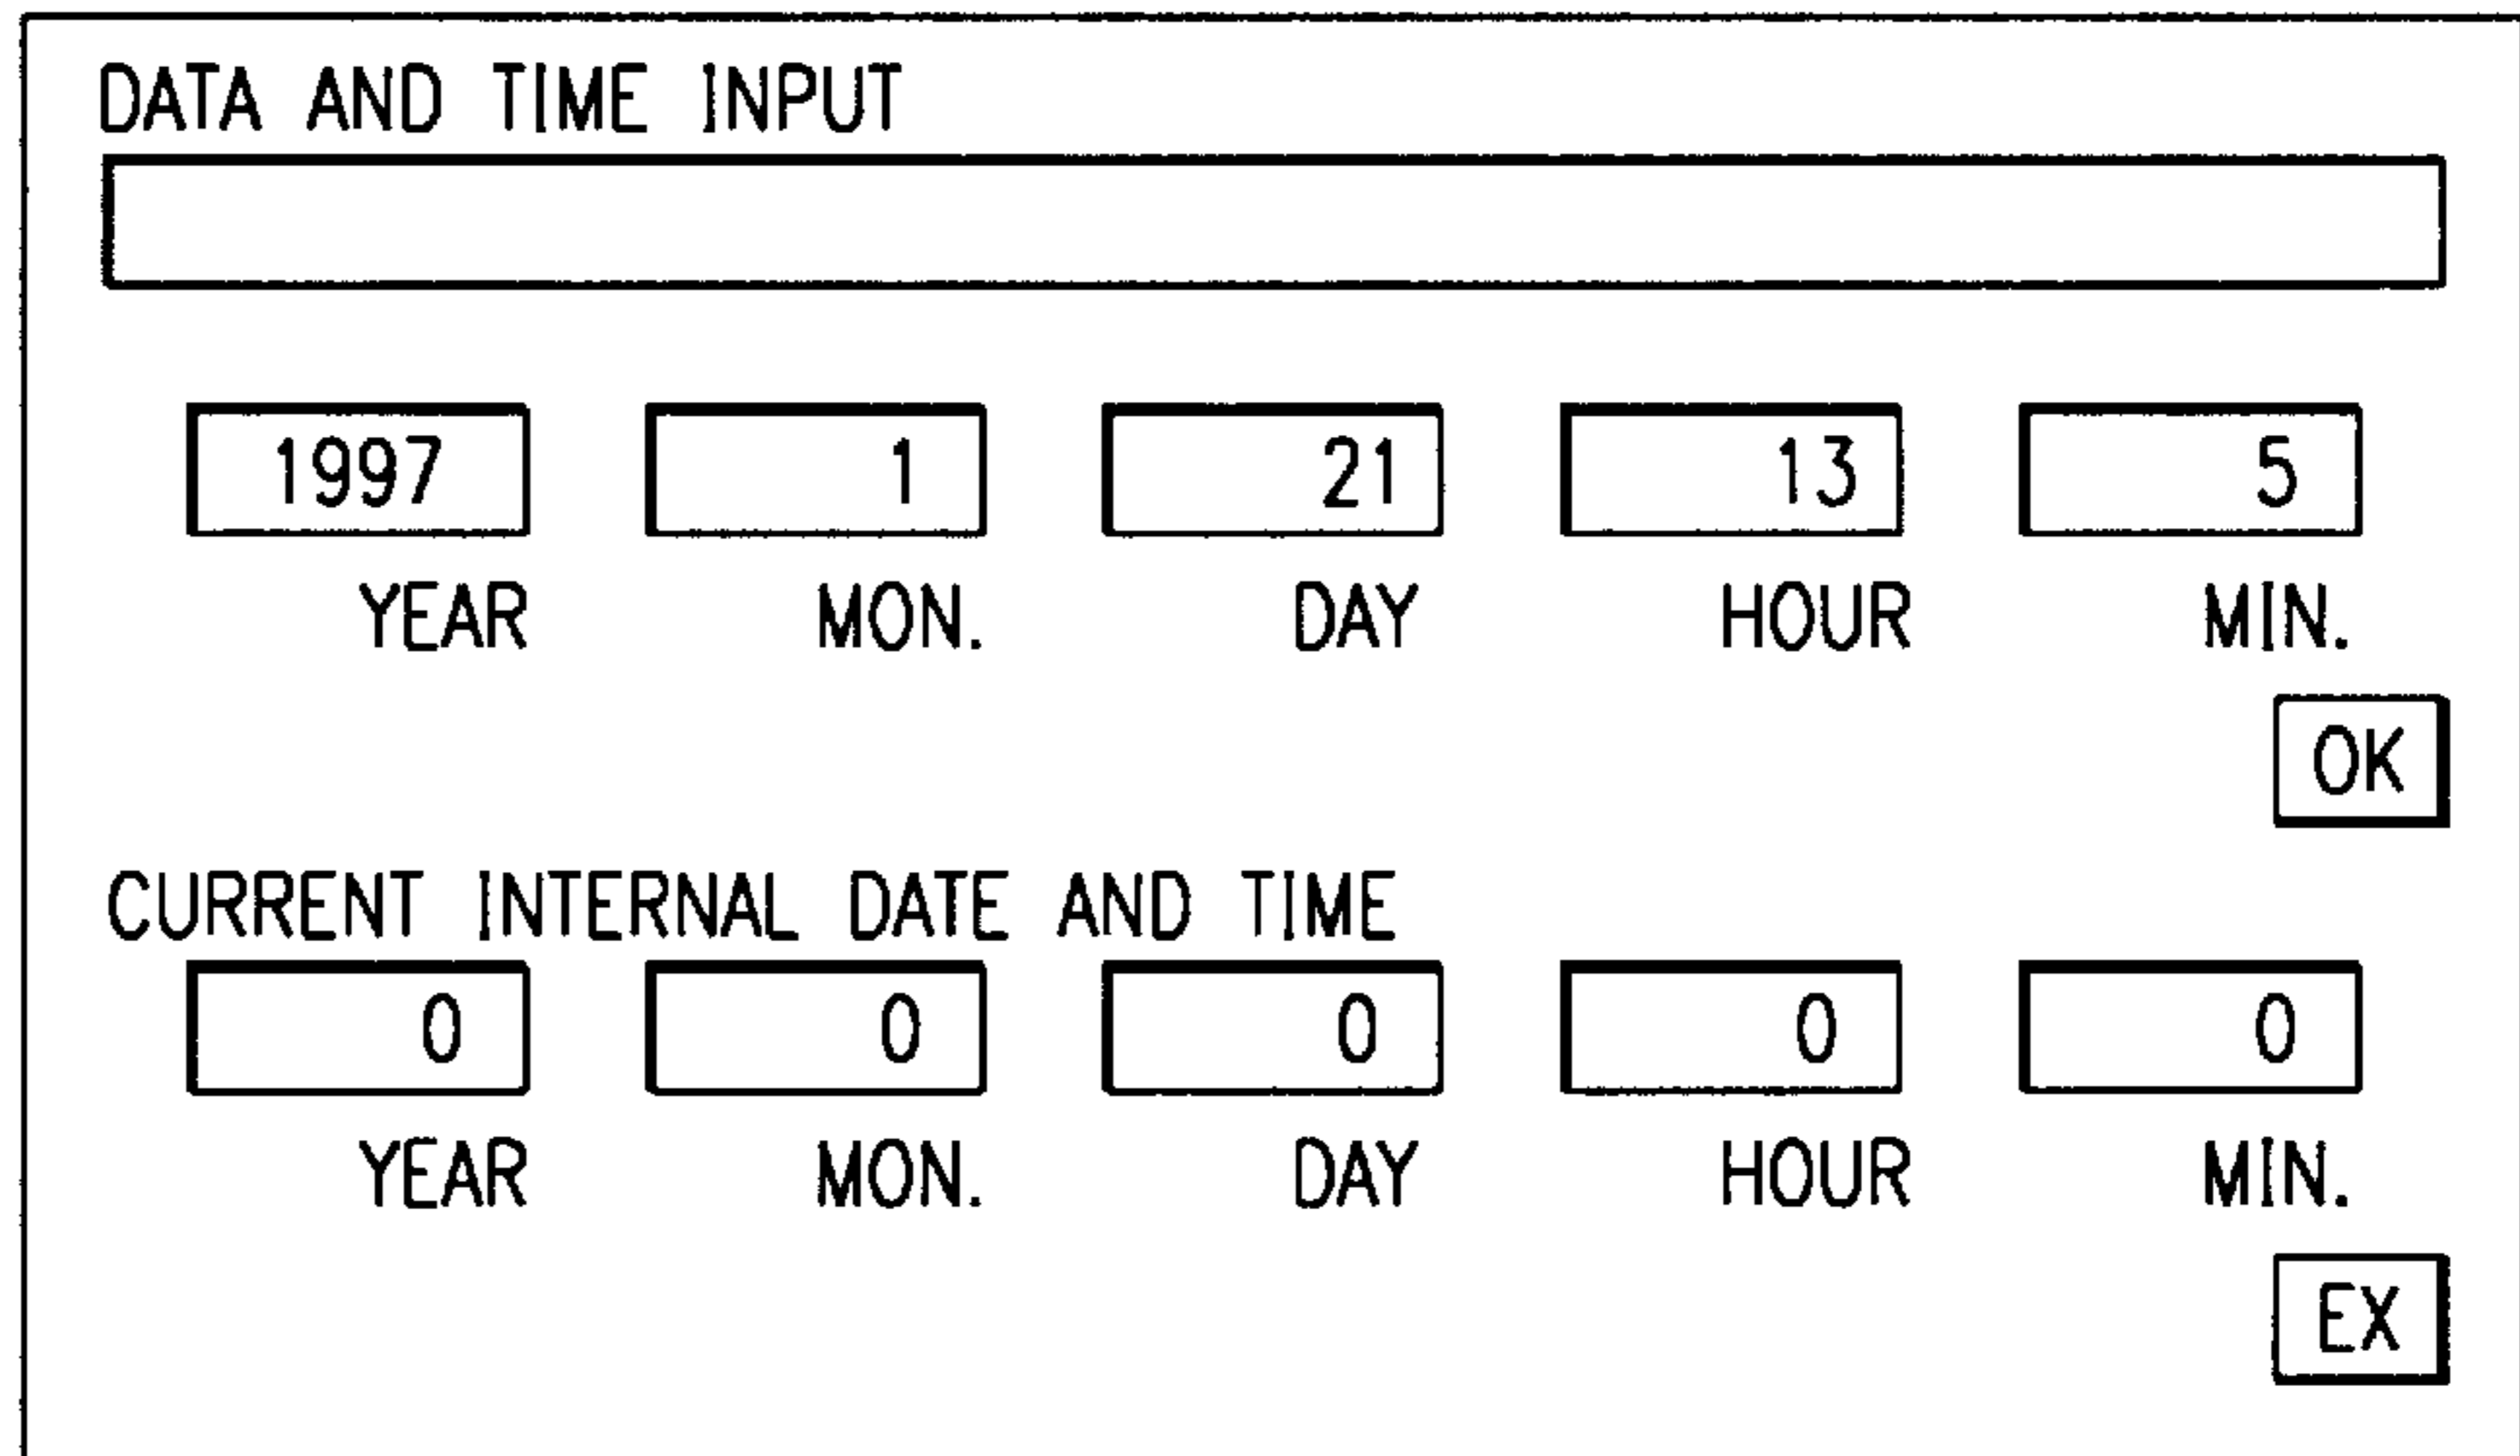 DATA AND TIME INPUT
1997 1 21 13 5
YEAR MON. DAY HOUR MIN.
OK
CURRENT INTERNAL DATE AND TIME
0 0 0 0 0
YEAR MON. DAY HOUR MIN.
EX